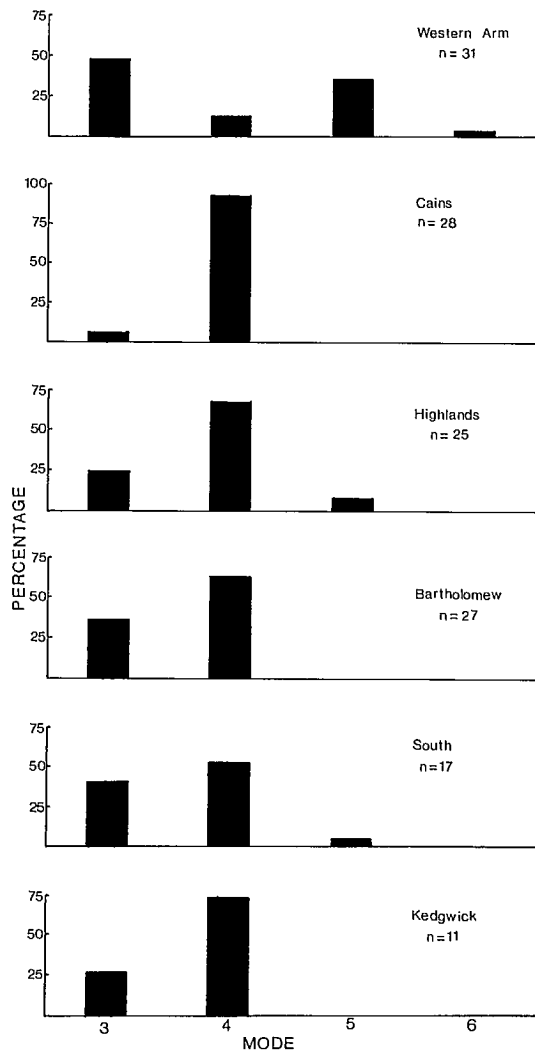 75
50
25
Western Arm
n = 31
100
75
50
25
Cains
n = 28
75
50
25
Highlands
n = 25
75
50
25
Bartholomew
n = 27
75
50
25
South
n = 17
75
50
25
Kedgwick
n = 11
PERCENTAGE
3 4 5 6
MODE